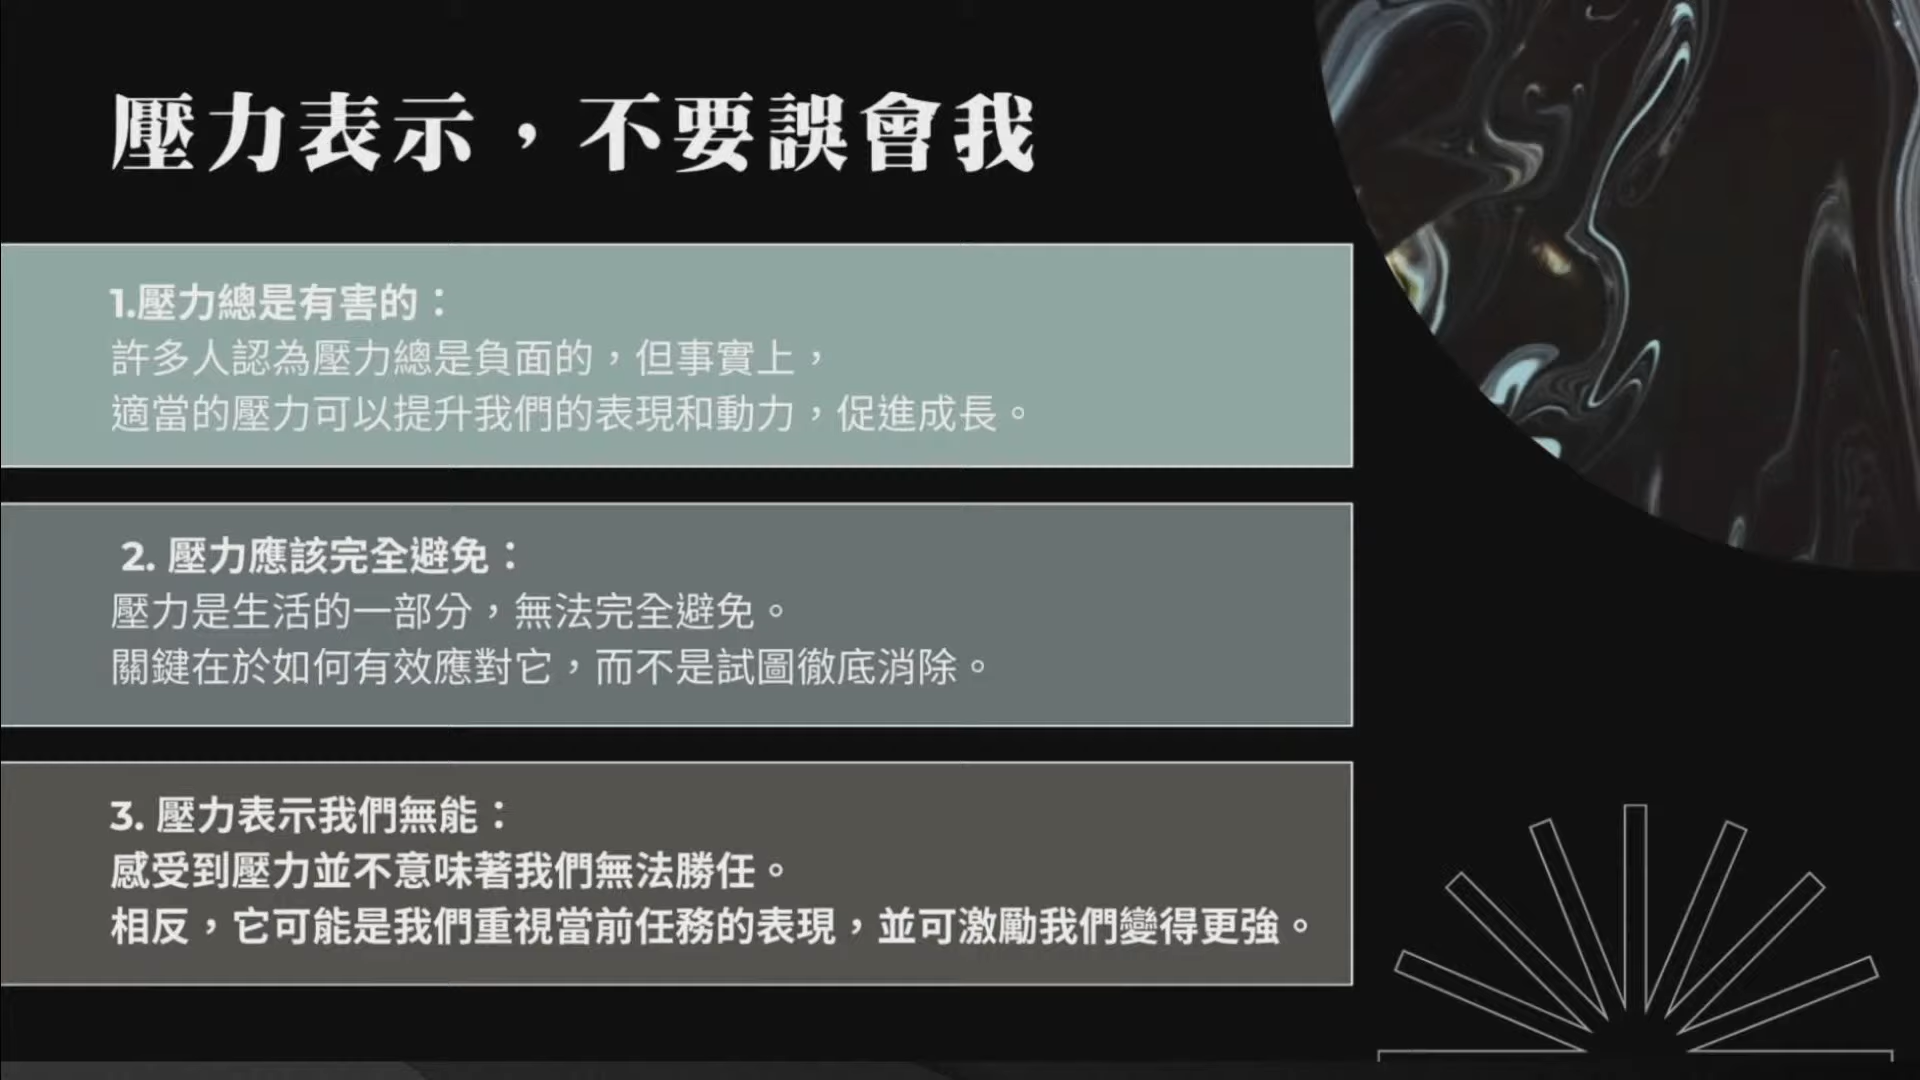 壓力表示，不要誤會我
1.壓力總是有害的：
許多人認為壓力總是負面的，但事實上，
適當的壓力可以提升我們的表現和動力，促進成長。
2. 壓力應該完全避免：
壓力是生活的一部分，無法完全避免。
關鍵在於如何有效應對它，而不是試圖徹底消除。
3. 壓力表示我們無能：
感受到壓力並不意味著我們無法勝任。
相反，它可能是我們重視當前任務的表現，並可激勵我們變得更強。